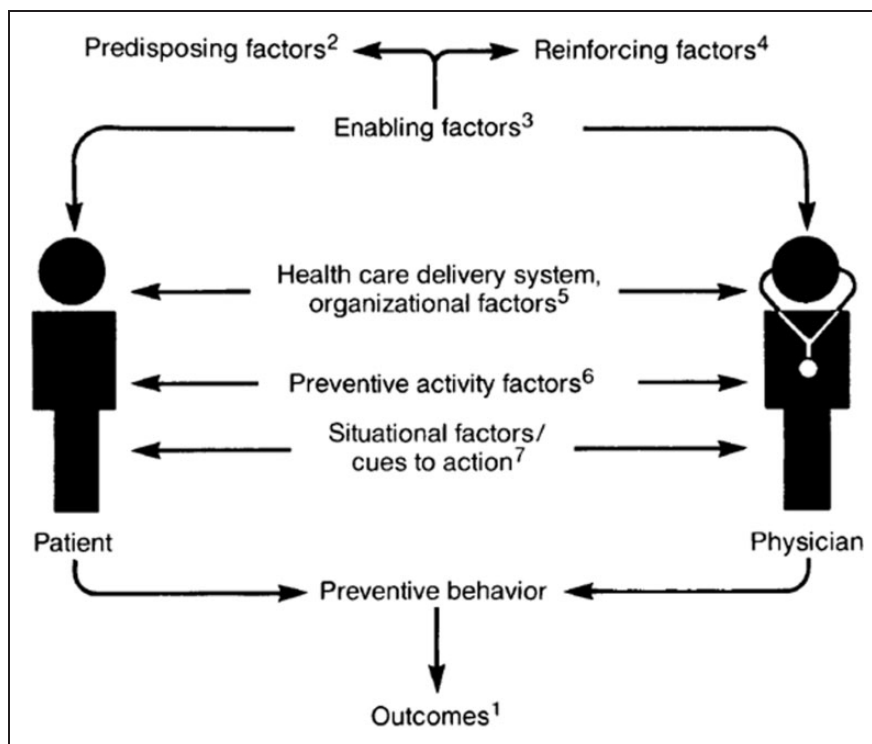 Predisposing factors²
Reinforcing factors⁴
Enabling factors³
Health care delivery system,
organizational factors⁵
Preventive activity factors⁶
Situational factors/
cues to action⁷
Patient
Physician
Preventive behavior
Outcomes¹